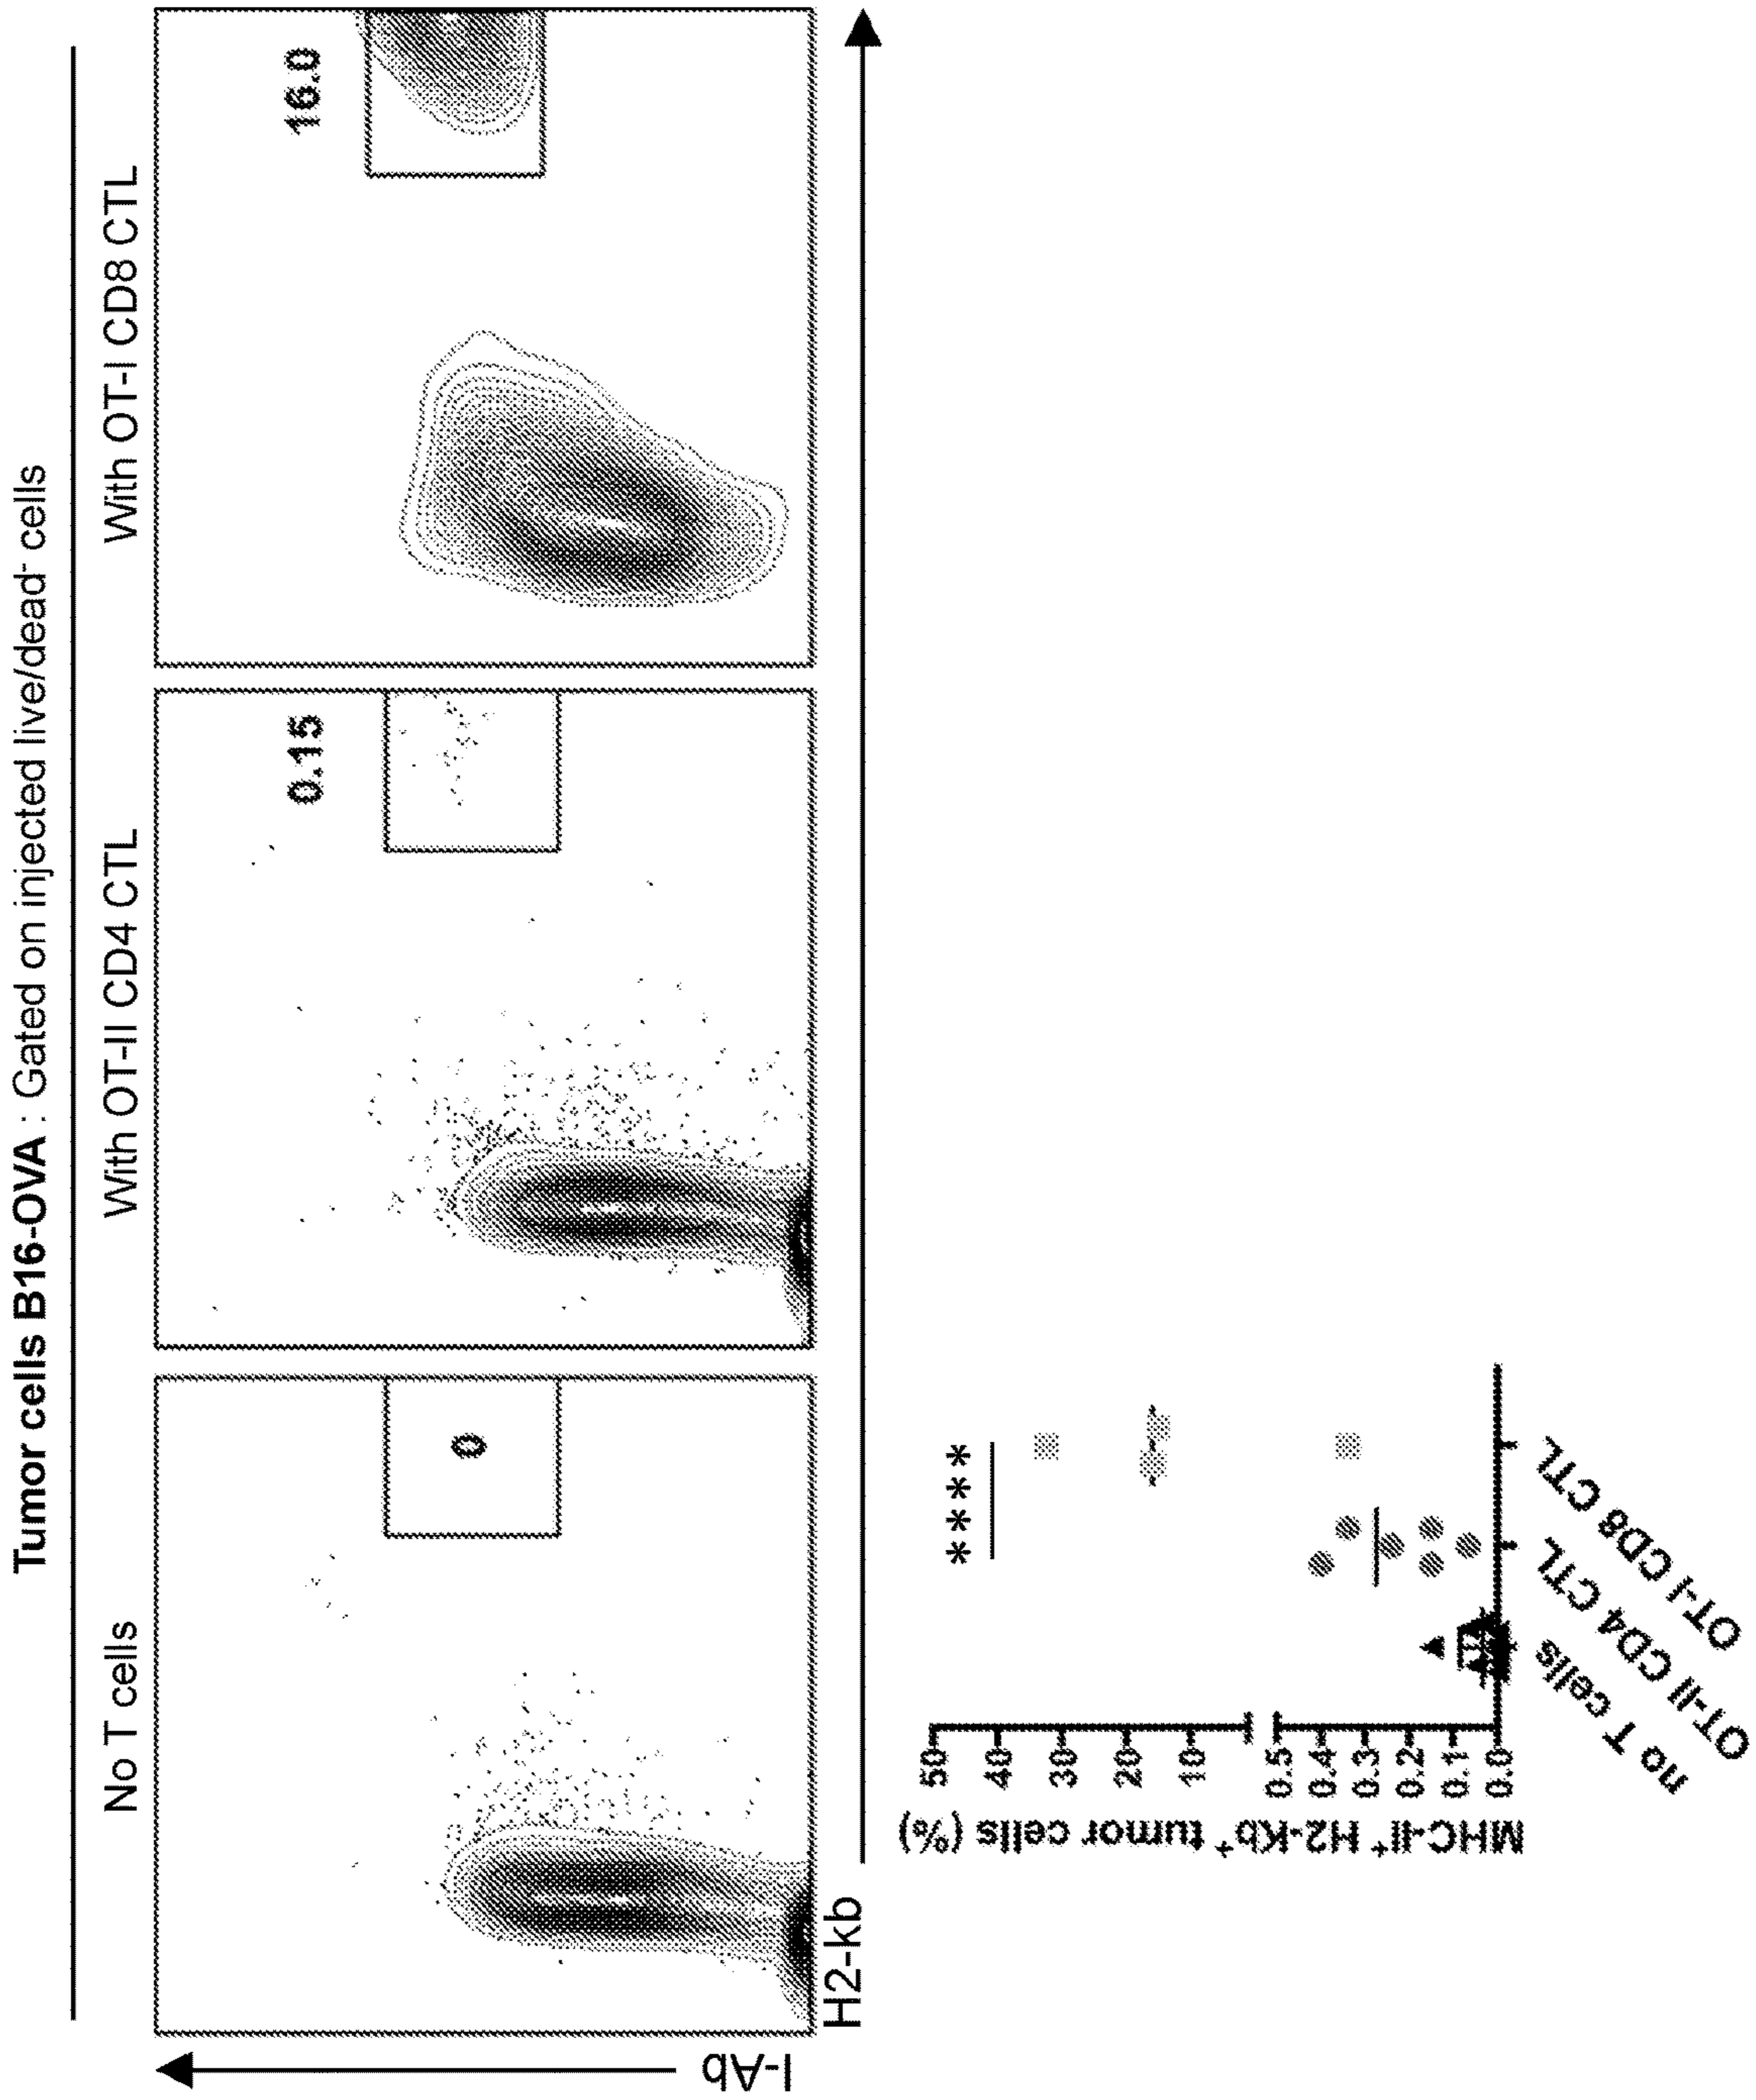 Tumor cells B16-OVA : Gated on injected live/dead- cells
No T cells
With OT-II CD4 CTL
With OT-I CD8 CTL
0
0.15
16.0
I-Ab
H2-kb
MHC-II+ H2-Kb+ tumor cells (%)
50
40
30
20
10
0.5
0.4
0.3
0.2
0.1
0.0
****
no T cells
OT-II CD4 CTL
OT-I CD8 CTL